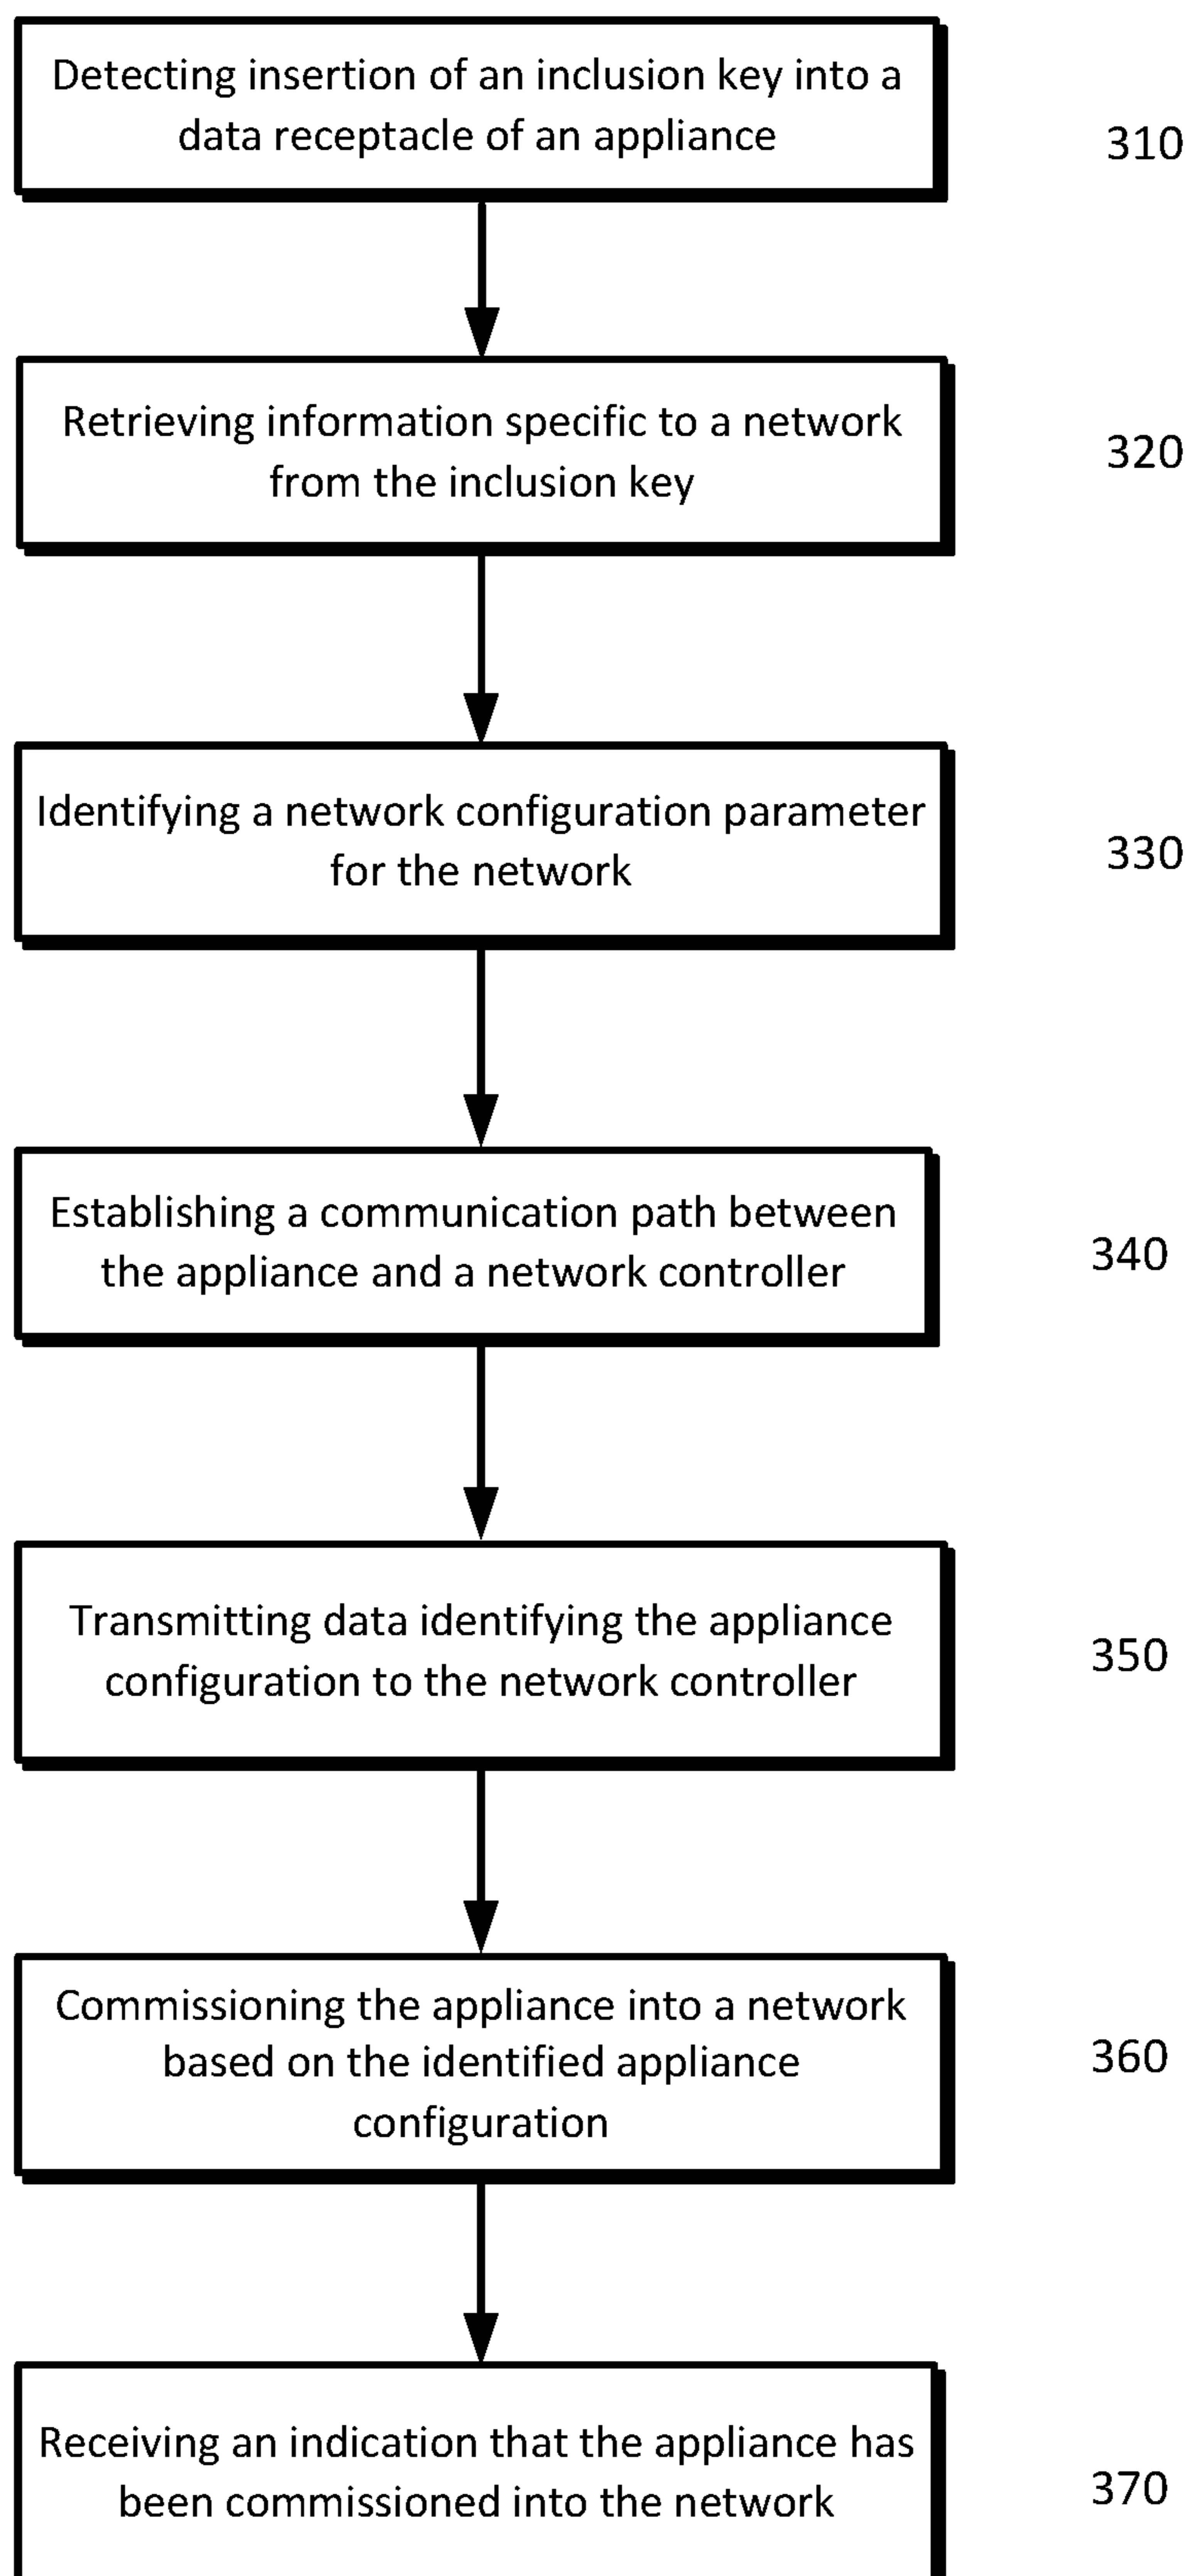 Detecting insertion of an inclusion key into a
data receptacle of an appliance
310
Retrieving information specific to a network
from the inclusion key
320
Identifying a network configuration parameter
for the network
330
Establishing a communication path between
the appliance and a network controller
340
Transmitting data identifying the appliance
configuration to the network controller
350
Commissioning the appliance into a network
based on the identified appliance
configuration
360
Receiving an indication that the appliance has
been commissioned into the network
370